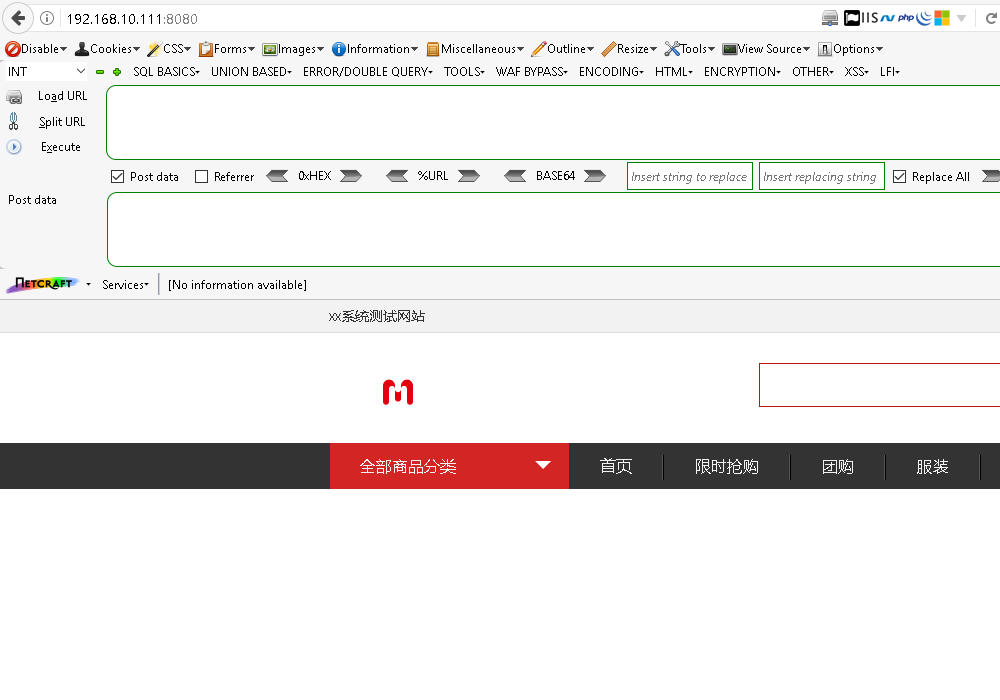 192.168.10.111:8080 IIS php
Disable Cookies CSS Forms Images Information Miscellaneous Outline Resize Tools View Source Options
INT SQL BASICS UNION BASED ERROR/DOUBLE QUERY TOOLS WAF BYPASS ENCODING HTML ENCRYPTION OTHER XSS LFI
Load URL
Split URL
Execute
Post data Referrer 0xHEX %URL BASE64 Insert string to replace Insert replacing string Replace All
Post data
NETCRAFT Services [No information available]
xx系统测试网站
全部商品分类 首页 限时抢购 团购 服装